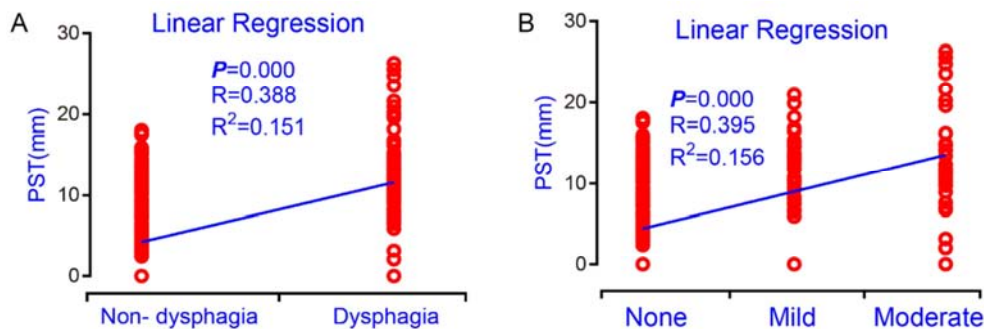 A
Linear Regression
P=0.000
R=0.388
R²=0.151
PST(mm)
30
20
10
0
Non- dysphagia Dysphagia
B
Linear Regression
P=0.000
R=0.395
R²=0.156
PST(mm)
30
20
10
0
None Mild Moderate